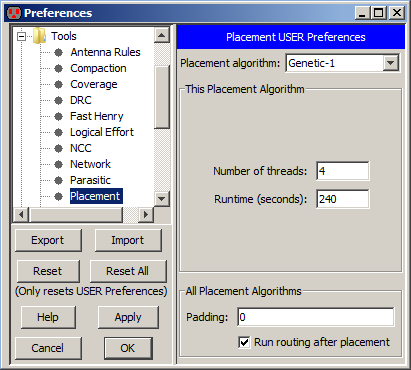 Preferences
Tools
Antenna Rules
Compaction
Coverage
DRC
Fast Henry
Logical Effort
NCC
Network
Parasitic
Placement
Export Import
Reset Reset All
(Only resets USER Preferences)
Help Apply
Cancel OK
Placement USER Preferences
Placement algorithm: Genetic-1
This Placement Algorithm
Number of threads: 4
Runtime (seconds): 240
All Placement Algorithms
Padding: 0
Run routing after placement